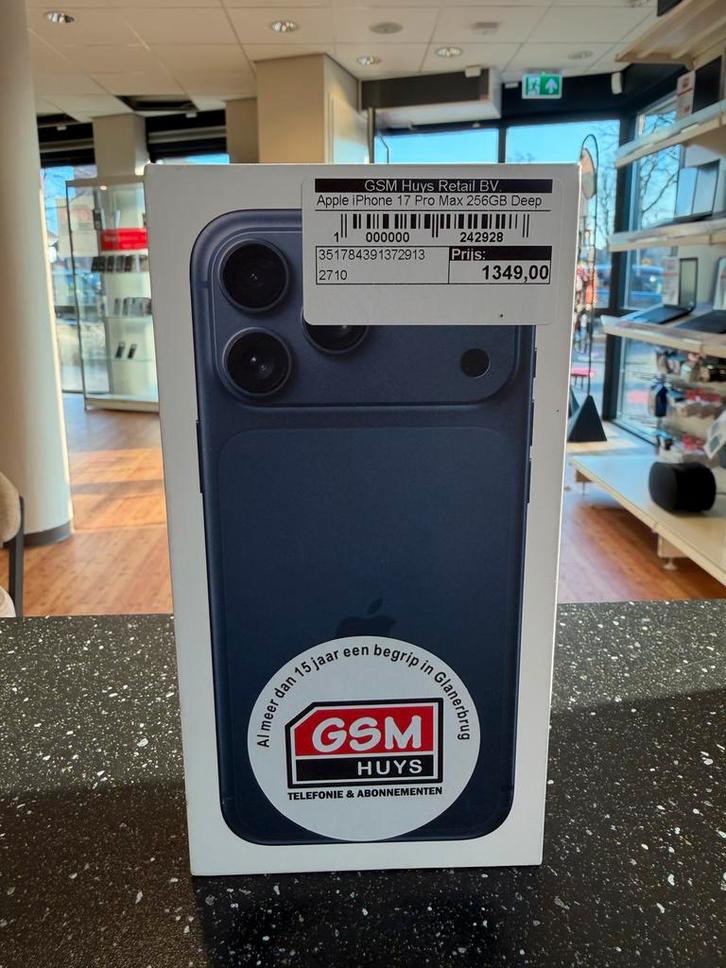 GSM Huys Retail BV.
Apple iPhone 17 Pro Max 256GB Deep
1 000000 242928
351784391372913
Prijs:
2710
1349,00
Al meer dan 15 jaar een begrip in Glanerbrug
GSM
HUYS
TELEFONIE & ABONNEMENTEN